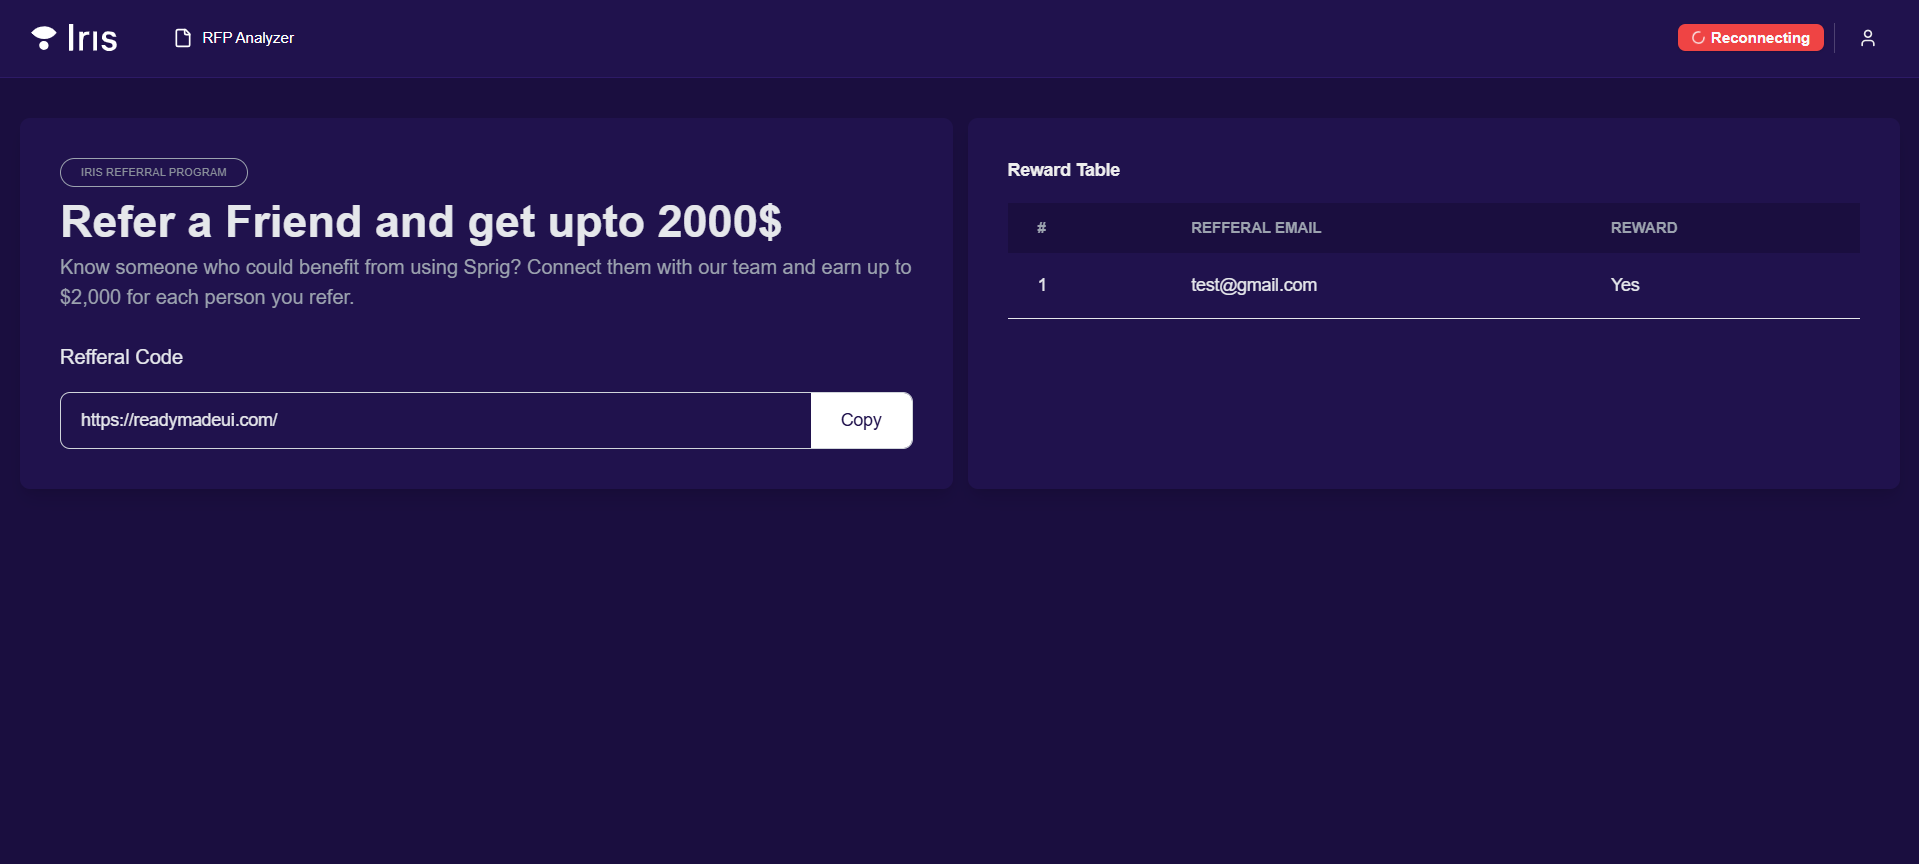 Iris
RFP Analyzer
Reconnecting
IRIS REFERRAL PROGRAM
Refer a Friend and get upto 2000$
Know someone who could benefit from using Sprig? Connect them with our team and earn up to
$2,000 for each person you refer.
Refferal Code
https://readymadeui.com/
Copy
Reward Table
# REFFERAL EMAIL REWARD
1 test@gmail.com Yes